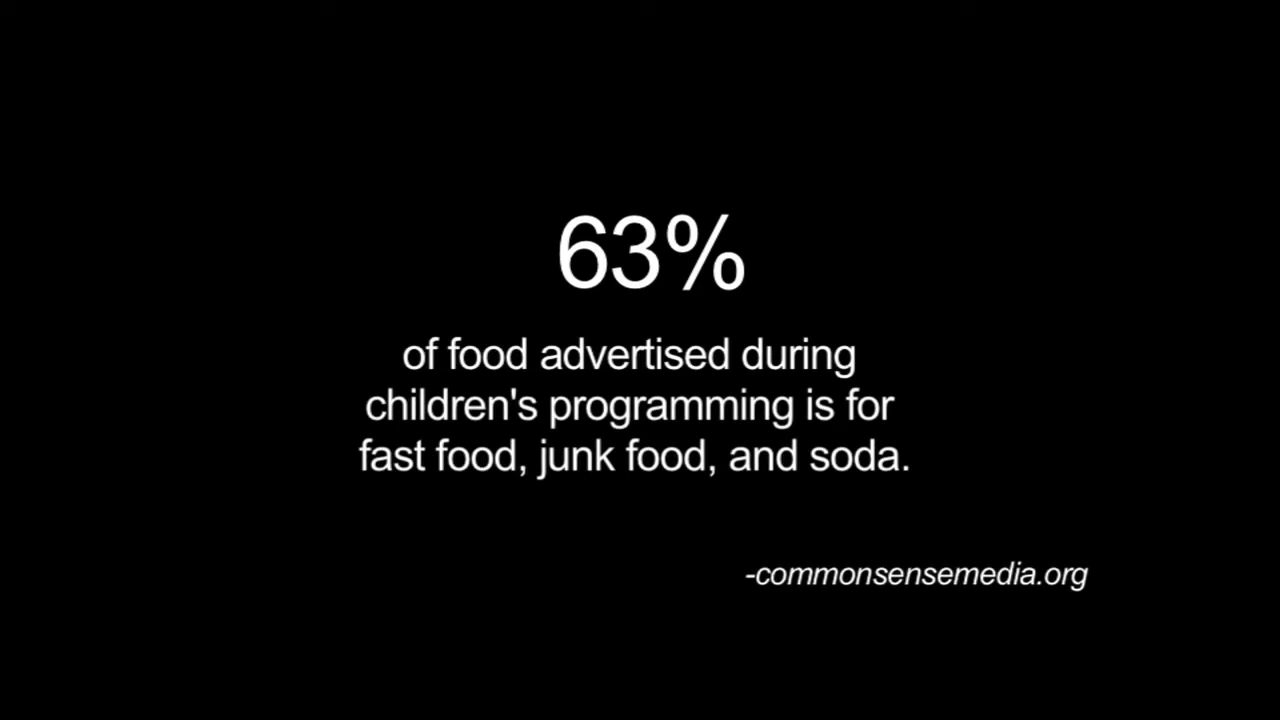 63%
of food advertised during
children's programming is for
fast food, junk food, and soda.
-commonsensemedia.org